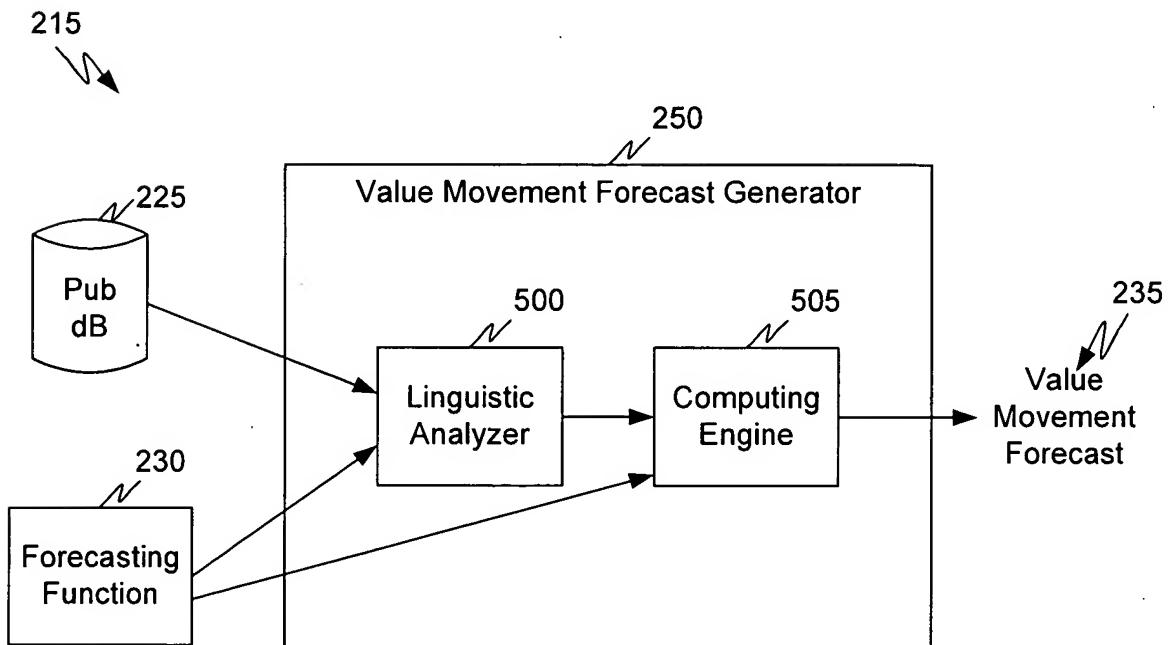 215
250
Value Movement Forecast Generator
225
Pub
dB
500
505
235
Linguistic
Analyzer
Computing
Engine
Value
Movement
Forecast
230
Forecasting
Function